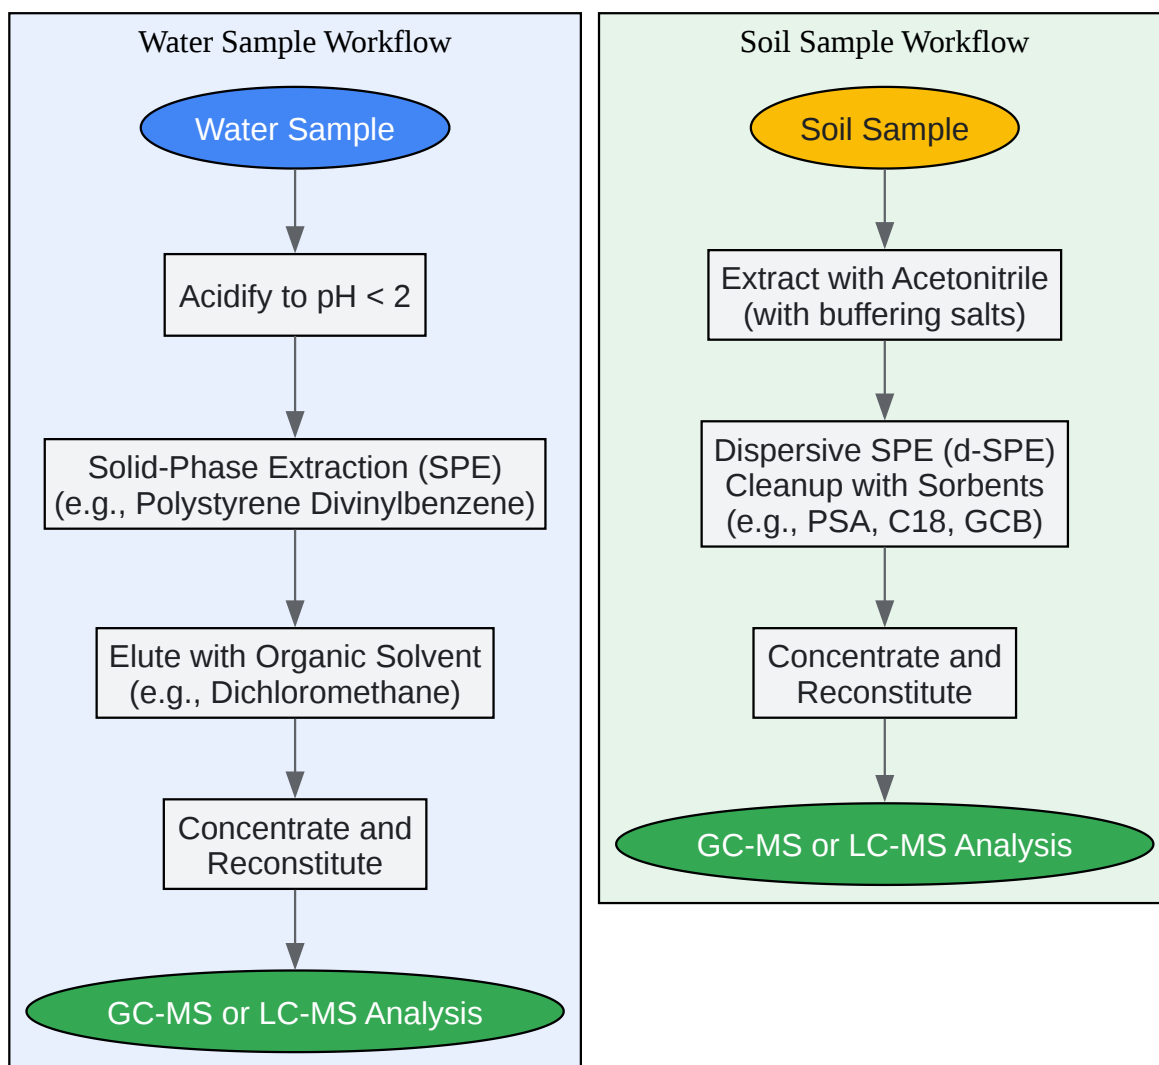 Water Sample Workflow
Water Sample
Acidify to pH < 2
Solid-Phase Extraction (SPE)
(e.g., Polystyrene Divinylbenzene)
Elute with Organic Solvent
(e.g., Dichloromethane)
Concentrate and
Reconstitute
GC-MS or LC-MS Analysis
Soil Sample Workflow
Soil Sample
Extract with Acetonitrile
(with buffering salts)
Dispersive SPE (d-SPE)
Cleanup with Sorbents
(e.g., PSA, C18, GCB)
Concentrate and
Reconstitute
GC-MS or LC-MS Analysis